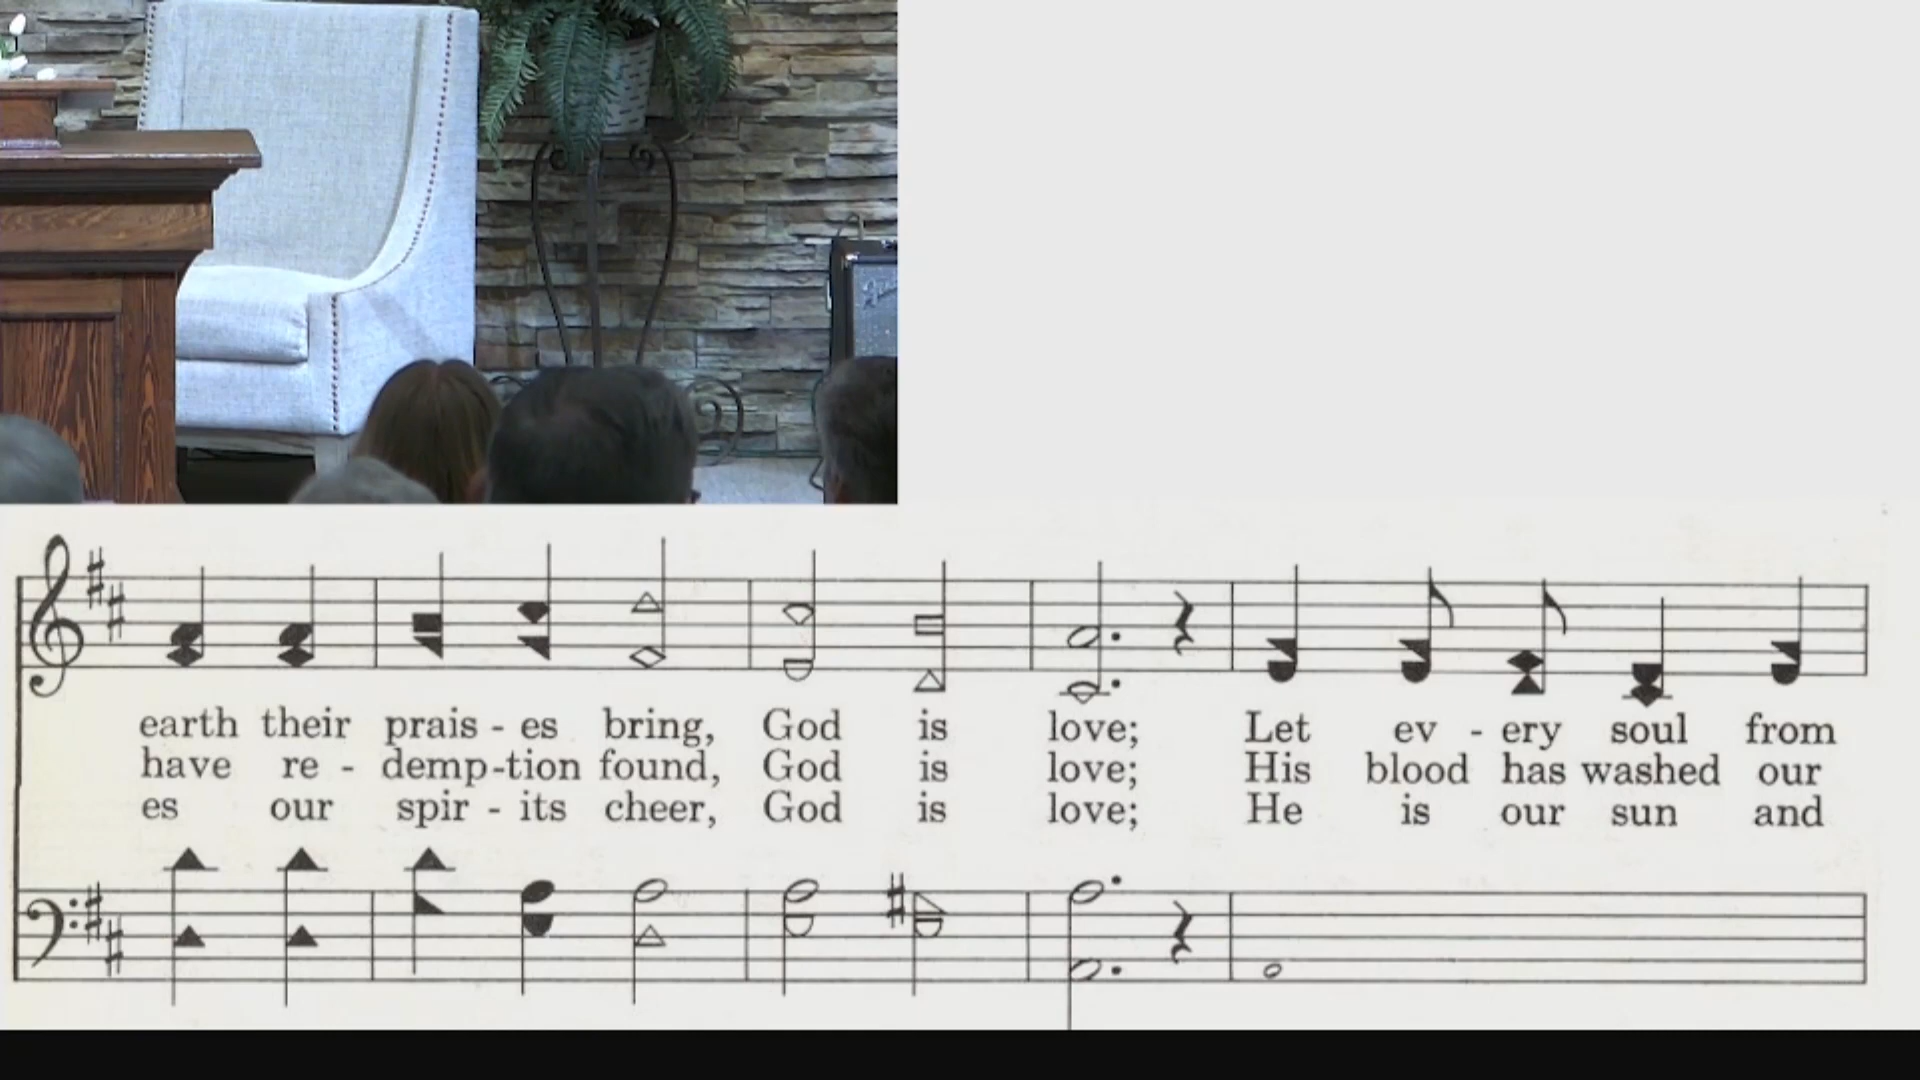 earth their prais - es bring, God is love; Let ev - ery soul from
have re - demp-tion found, God is love; His blood has washed our
es our spir - its cheer, God is love; He is our sun and